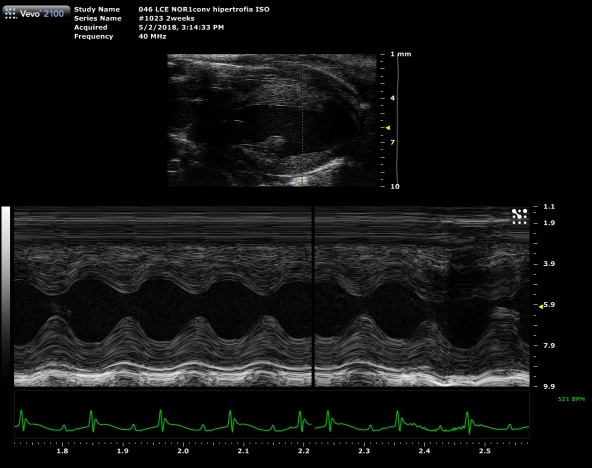 Vevo 2100
Study Name 046 LCE NOR1conv hipertrofia ISO
Series Name #1023 2weeks
Acquired 5/2/2018, 3:14:33 PM
Frequency 40 MHz
1 mm
4
7
10
1.1
1.9
3.9
5.9
7.9
9.9
521 BPM
1.8 1.9 2.0 2.1 2.2 2.3 2.4 2.5